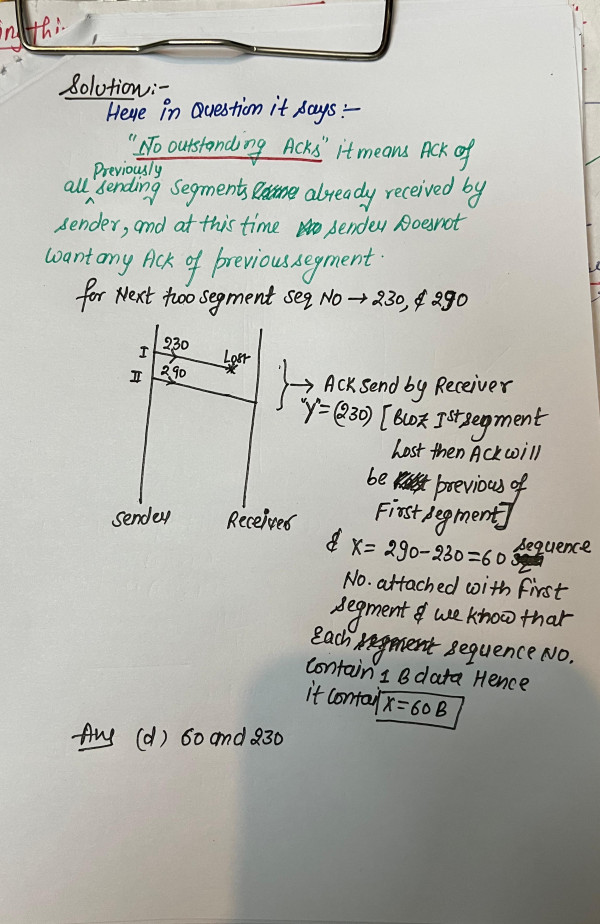 ing thi
Solution:-
Here in Question it says:-
"No outstanding Acks" it means Ack of
Previously
all ^ sending segments already received by
sender, and at this time sender Doesnot
want any Ack of previous segment.
for Next two segment seq No → 230, & 290
I 230 Lost
II 290
→ Ack send by Receiver
"y" = (230) [Bcoz Ist segment
Lost then Ack will
be previous of
First segment]
Sender Receiver
& X = 290-230 = 60 sequence
No. attached with first
segment & we know that
Each sequence No.
contain 1 B data Hence
it contai X = 60 B
Ans (d) 60 and 230